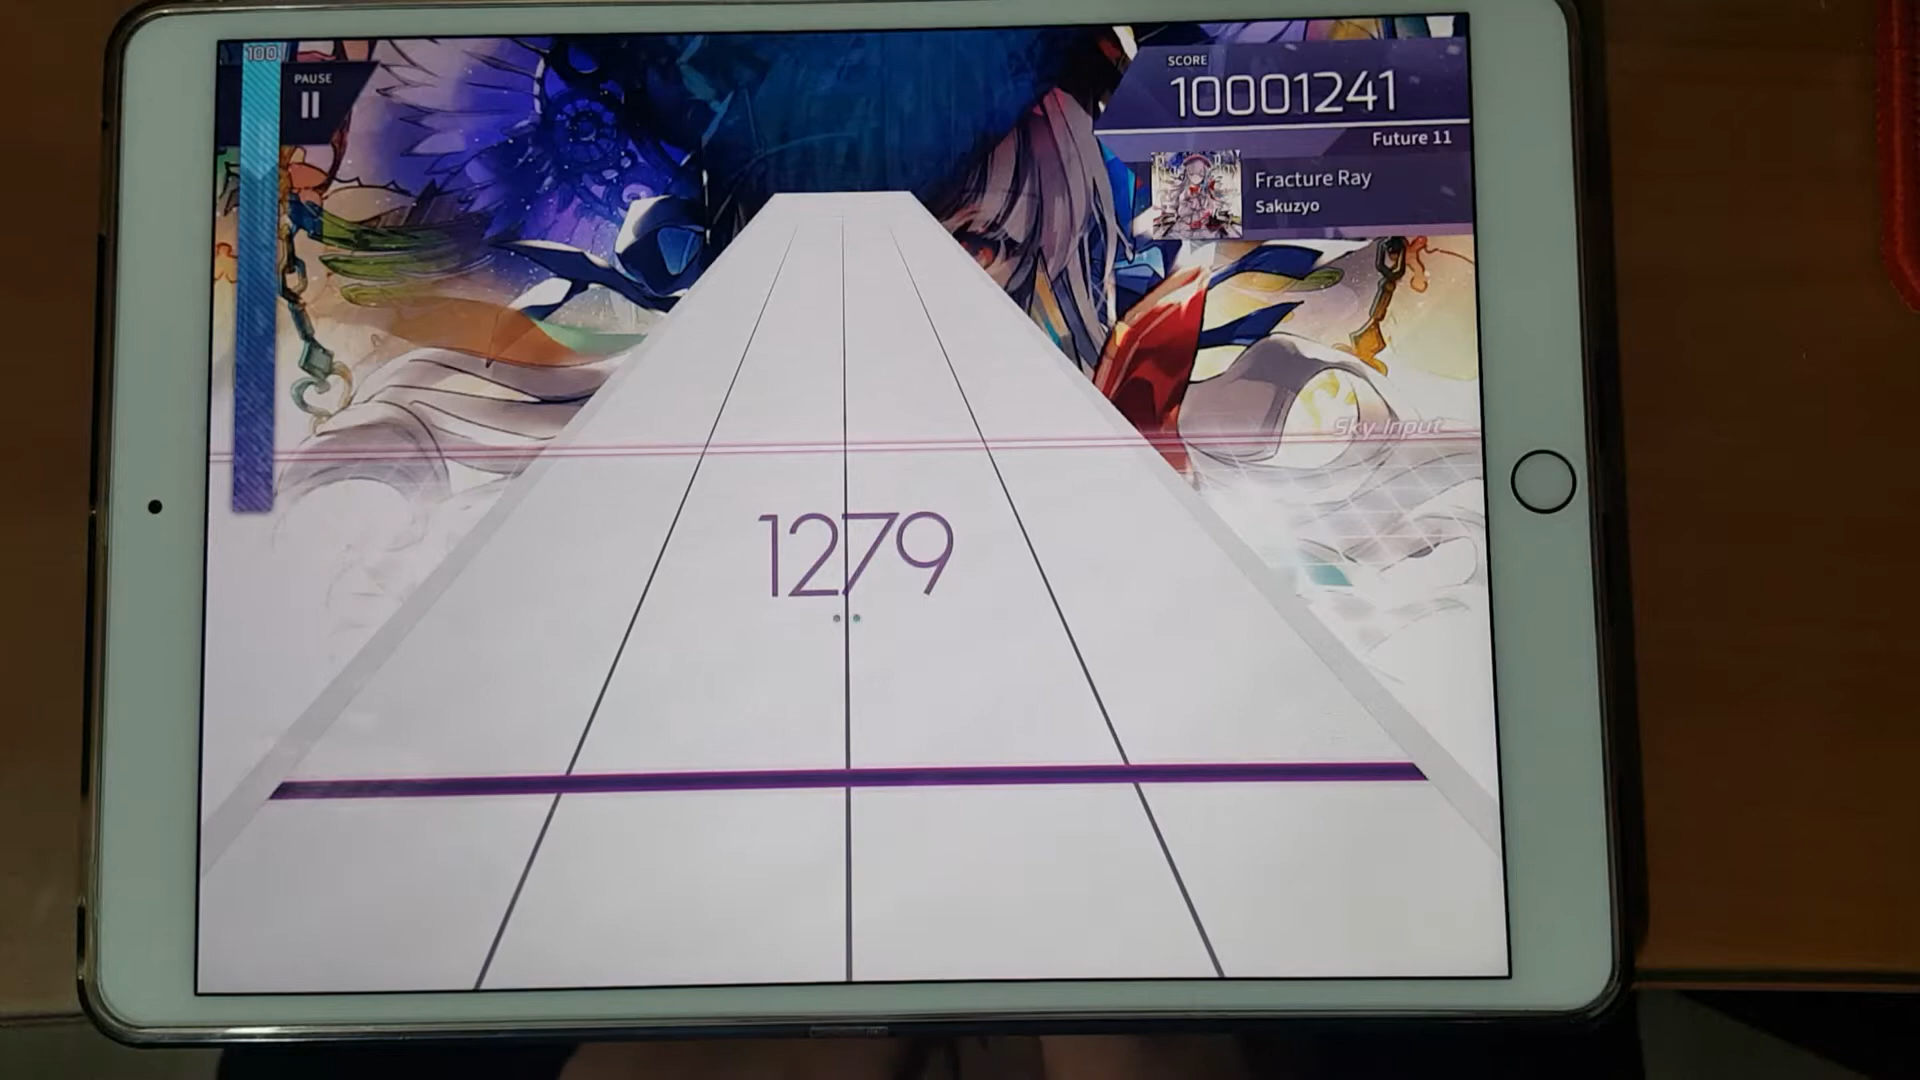 100
PAUSE
SCORE
10001241
Future 11
Fracture Ray
Sakuzyo
Sky Input
1279